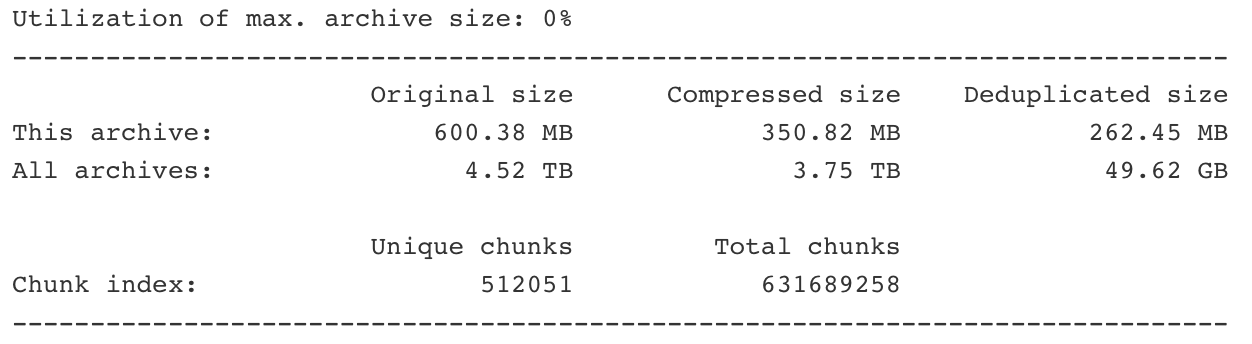 Utilization of max. archive size: 0%
------------------------------------------------------------------------------
                       Original size      Compressed size    Deduplicated size
This archive:              600.38 MB            350.82 MB            262.45 MB
All archives:                4.52 TB              3.75 TB             49.62 GB
                       Unique chunks         Total chunks
Chunk index:                  512051            631689258
------------------------------------------------------------------------------